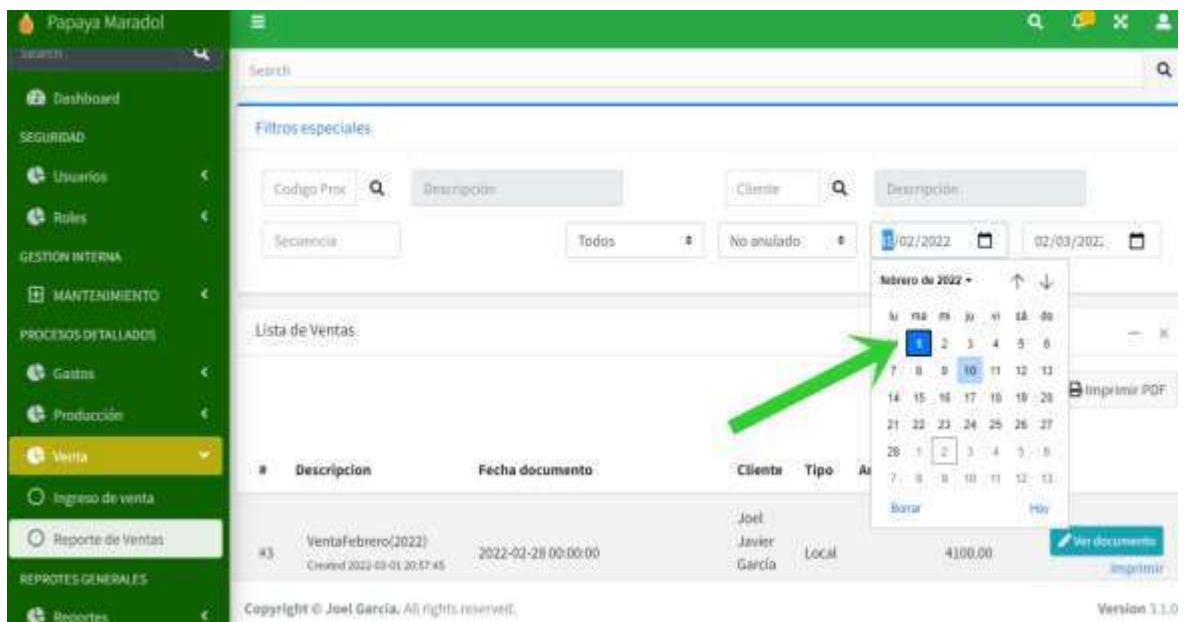 Papaya Maradol
Search
Search
Dashboard
SEGURIDAD
Filtros especiales
Usuarios
Codigo Proc
Descripción
Cliente
Descripción
Roles
Secuencia
Todos
No anulado
/02/2022
02/03/202
GESTION INTERNA
febrero de 2022
MANTENIMIENTO
lu ma mi ju vi sá do
PROCESOS DETALLADOS
Lista de Ventas
1 2 3 4 5 6
Gastos
7 8 9 10 11 12 13
Imprimir PDF
14 15 16 17 18 19 20
Producción
21 22 23 24 25 26 27
Venta
28 1 2 3 4 5 6
# Descripcion Fecha documento Cliente Tipo
7 8 9 10 11 12 13
Ingreso de venta
Borrar Hoy
Reporte de Ventas
#3 VentaFebrero(2022) 2022-02-28 00:00:00 Joel Javier García Local 4100.00 Ver documento
Created 2022-03-01 20:57:45
Imprimir
REPROTES GENERALES
Reportes
Copyright © Joel Garcia. All rights reserved.
Version 3.1.0